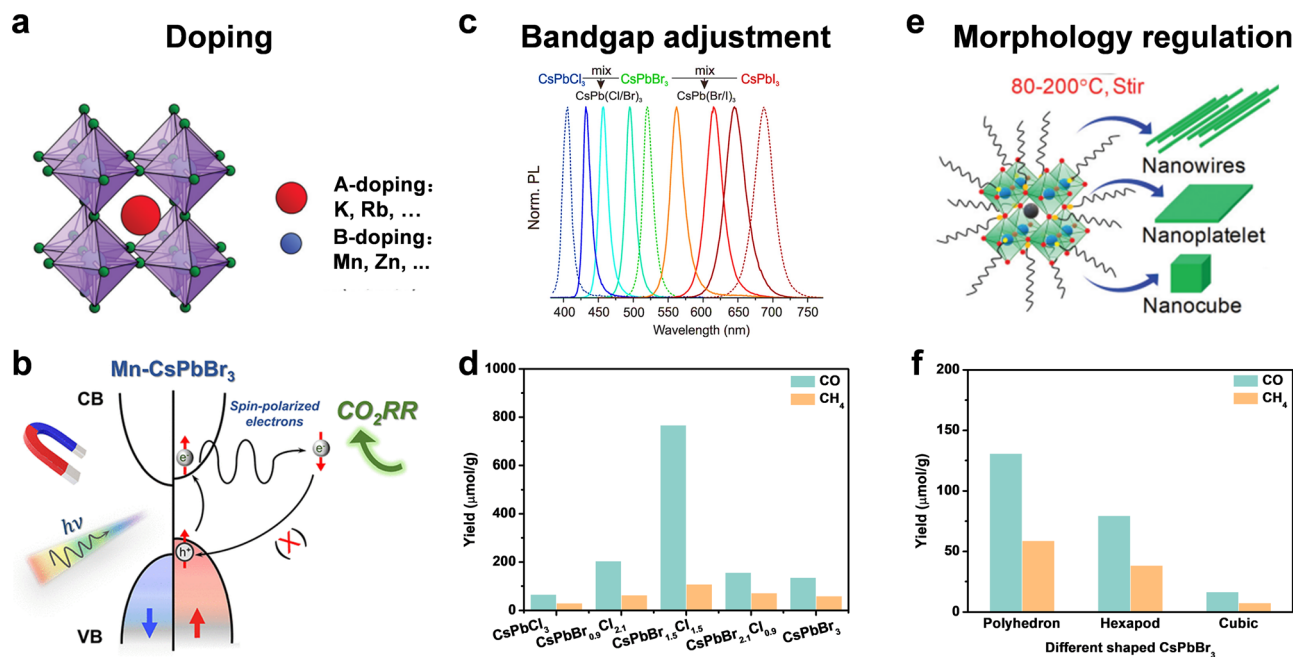 a
Doping
A-doping:
K, Rb, ...
B-doping:
Mn, Zn, ...
b
Mn-CsPbBr₃
CB
Spin-polarized
electrons
CO₂RR
e⁻
e⁻
hν
h⁺
(X)
VB
c
Bandgap adjustment
CsPbCl₃ mix CsPbBr₃ mix CsPbI₃
CsPb(Cl/Br)₃ CsPb(Br/I)₃
Norm. PL
400 450 500 550 600 650 700 750
Wavelength (nm)
d
CO
CH₄
Yield (μmol/g)
1000
800
600
400
200
0
CsPbCl₃ CsPbBr₀.₉Cl₂.₁ CsPbBr₁.₅Cl₁.₅ CsPbBr₂.₁Cl₀.₉ CsPbBr₃
e
Morphology regulation
80-200°C, Stir
Nanowires
Nanoplatelet
Nanocube
f
CO
CH₄
Yield (μmol/g)
200
150
100
50
0
Polyhedron Hexapod Cubic
Different shaped CsPbBr₃